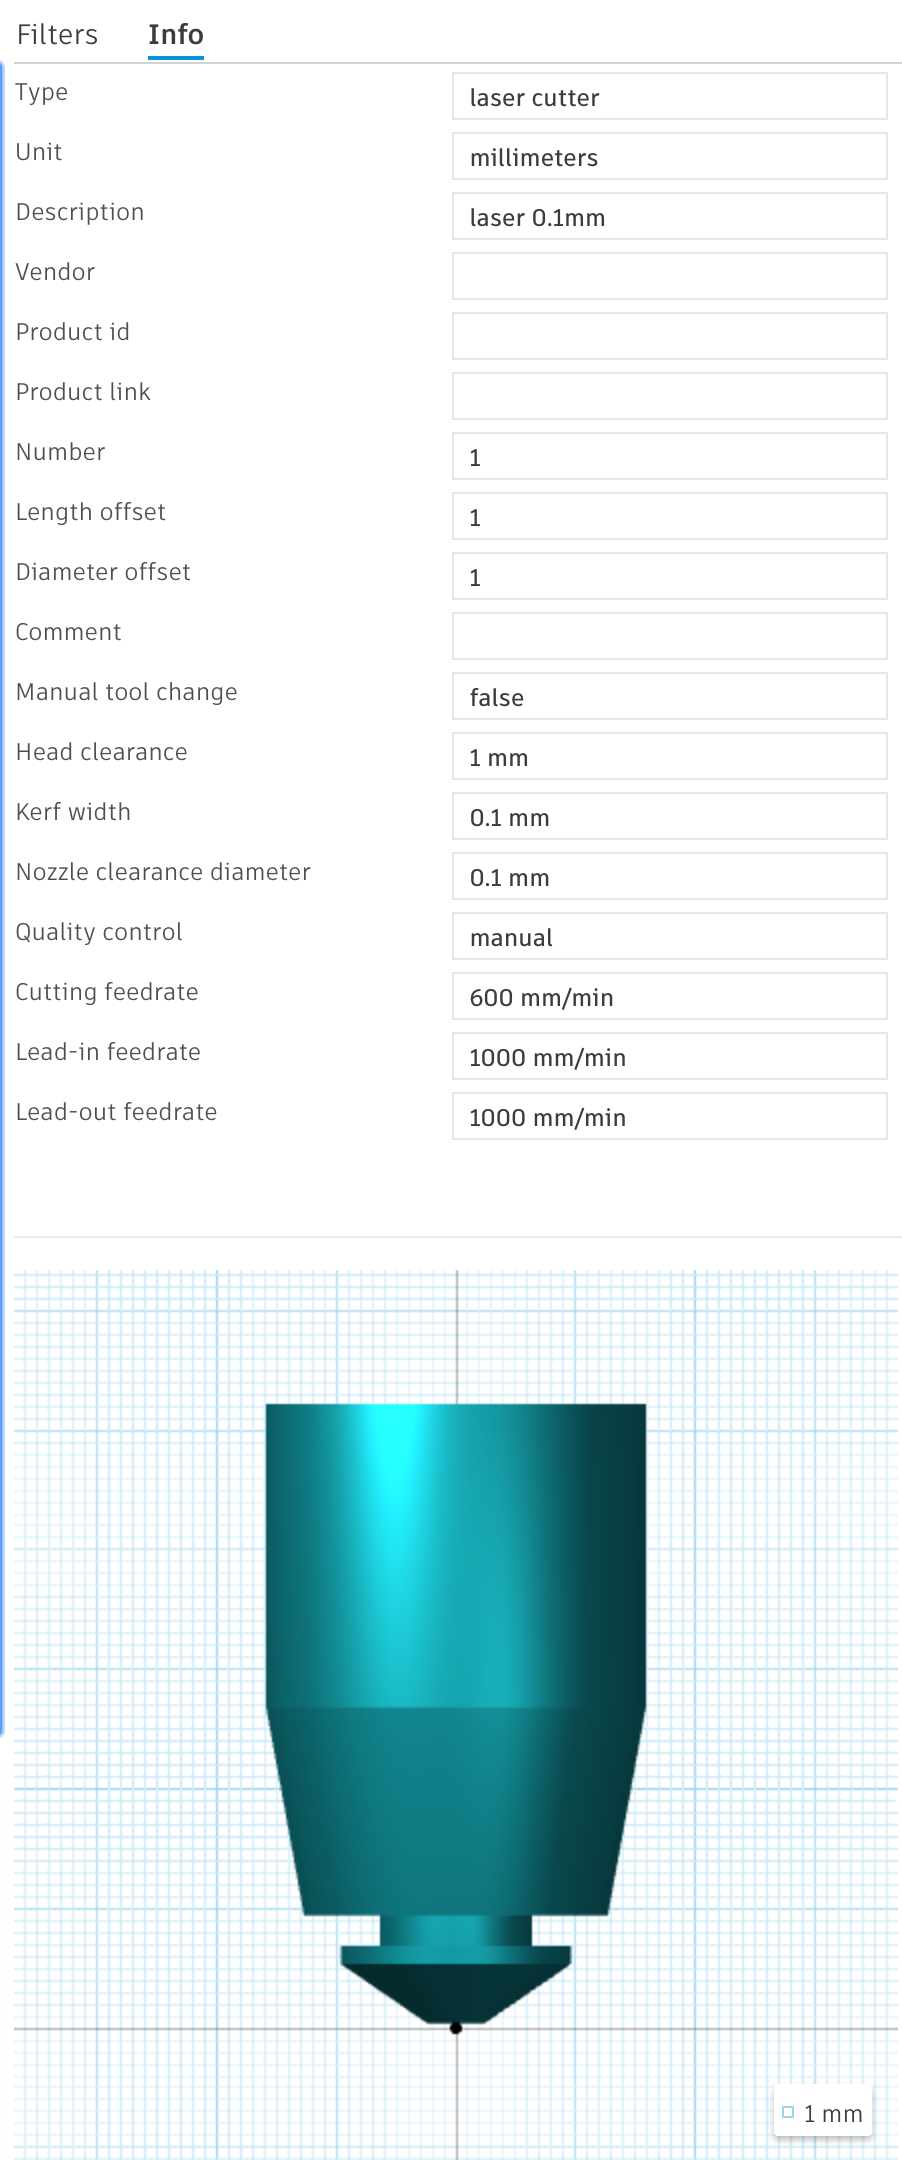 Filters Info
Type laser cutter
Unit millimeters
Description laser 0.1mm
Vendor
Product id
Product link
Number 1
Length offset 1
Diameter offset 1
Comment
Manual tool change false
Head clearance 1 mm
Kerf width 0.1 mm
Nozzle clearance diameter 0.1 mm
Quality control manual
Cutting feedrate 600 mm/min
Lead-in feedrate 1000 mm/min
Lead-out feedrate 1000 mm/min
1 mm